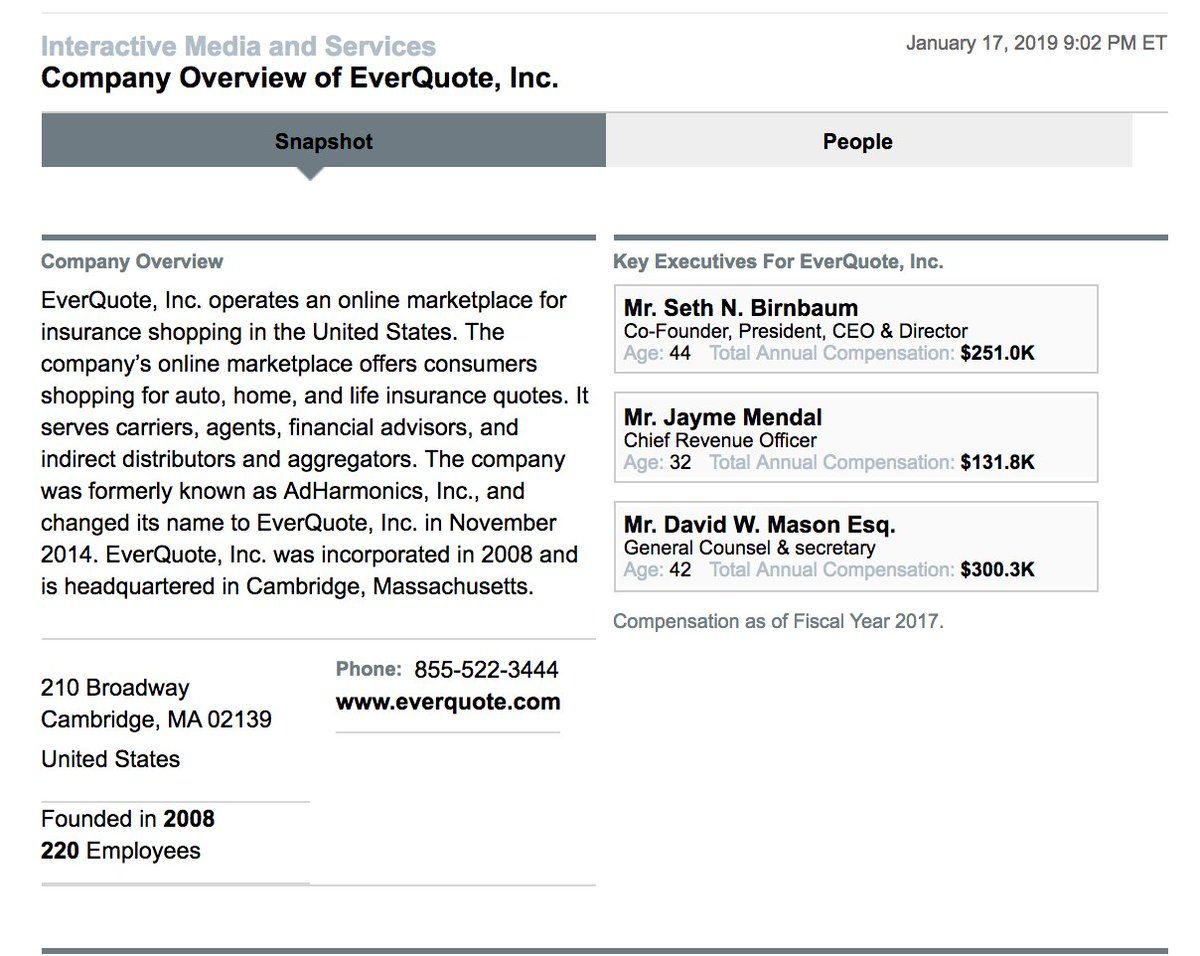 Interactive Media and Services
January 17, 2019 9:02 PM ET
Company Overview of EverQuote, Inc.
Snapshot
People
Company Overview
EverQuote, Inc. operates an online marketplace for
insurance shopping in the United States. The
company’s online marketplace offers consumers
shopping for auto, home, and life insurance quotes. It
serves carriers, agents, financial advisors, and
indirect distributors and aggregators. The company
was formerly known as AdHarmonics, Inc., and
changed its name to EverQuote, Inc. in November
2014. EverQuote, Inc. was incorporated in 2008 and
is headquartered in Cambridge, Massachusetts.
210 Broadway
Cambridge, MA 02139
United States
Founded in 2008
220 Employees
Phone: 855-522-3444
www.everquote.com
Key Executives For EverQuote, Inc.
Mr. Seth N. Birnbaum
Co-Founder, President, CEO & Director
Age: 44 Total Annual Compensation: $251.0K
Mr. Jayme Mendal
Chief Revenue Officer
Age: 32 Total Annual Compensation: $131.8K
Mr. David W. Mason Esq.
General Counsel & secretary
Age: 42 Total Annual Compensation: $300.3K
Compensation as of Fiscal Year 2017.